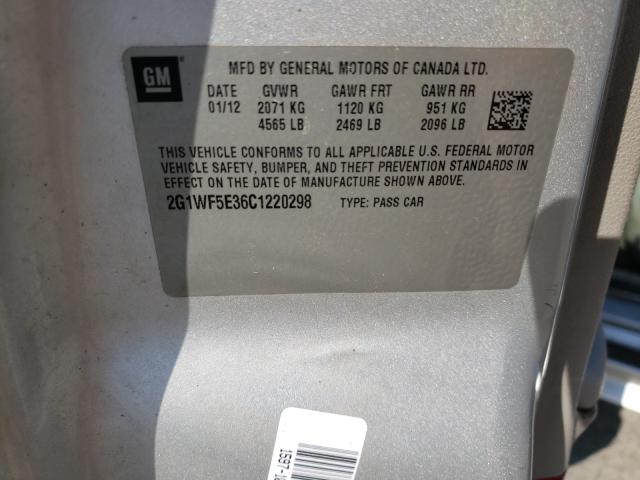 GM
MFD BY GENERAL MOTORS OF CANADA LTD.
DATE GVWR GAWR FRT GAWR RR
01/12 2071 KG 1120 KG 951 KG
4565 LB 2469 LB 2096 LB
THIS VEHICLE CONFORMS TO ALL APPLICABLE U.S. FEDERAL MOTOR
VEHICLE SAFETY, BUMPER, AND THEFT PREVENTION STANDARDS IN
EFFECT ON THE DATE OF MANUFACTURE SHOWN ABOVE.
2G1WF5E36C1220298 TYPE: PASS CAR